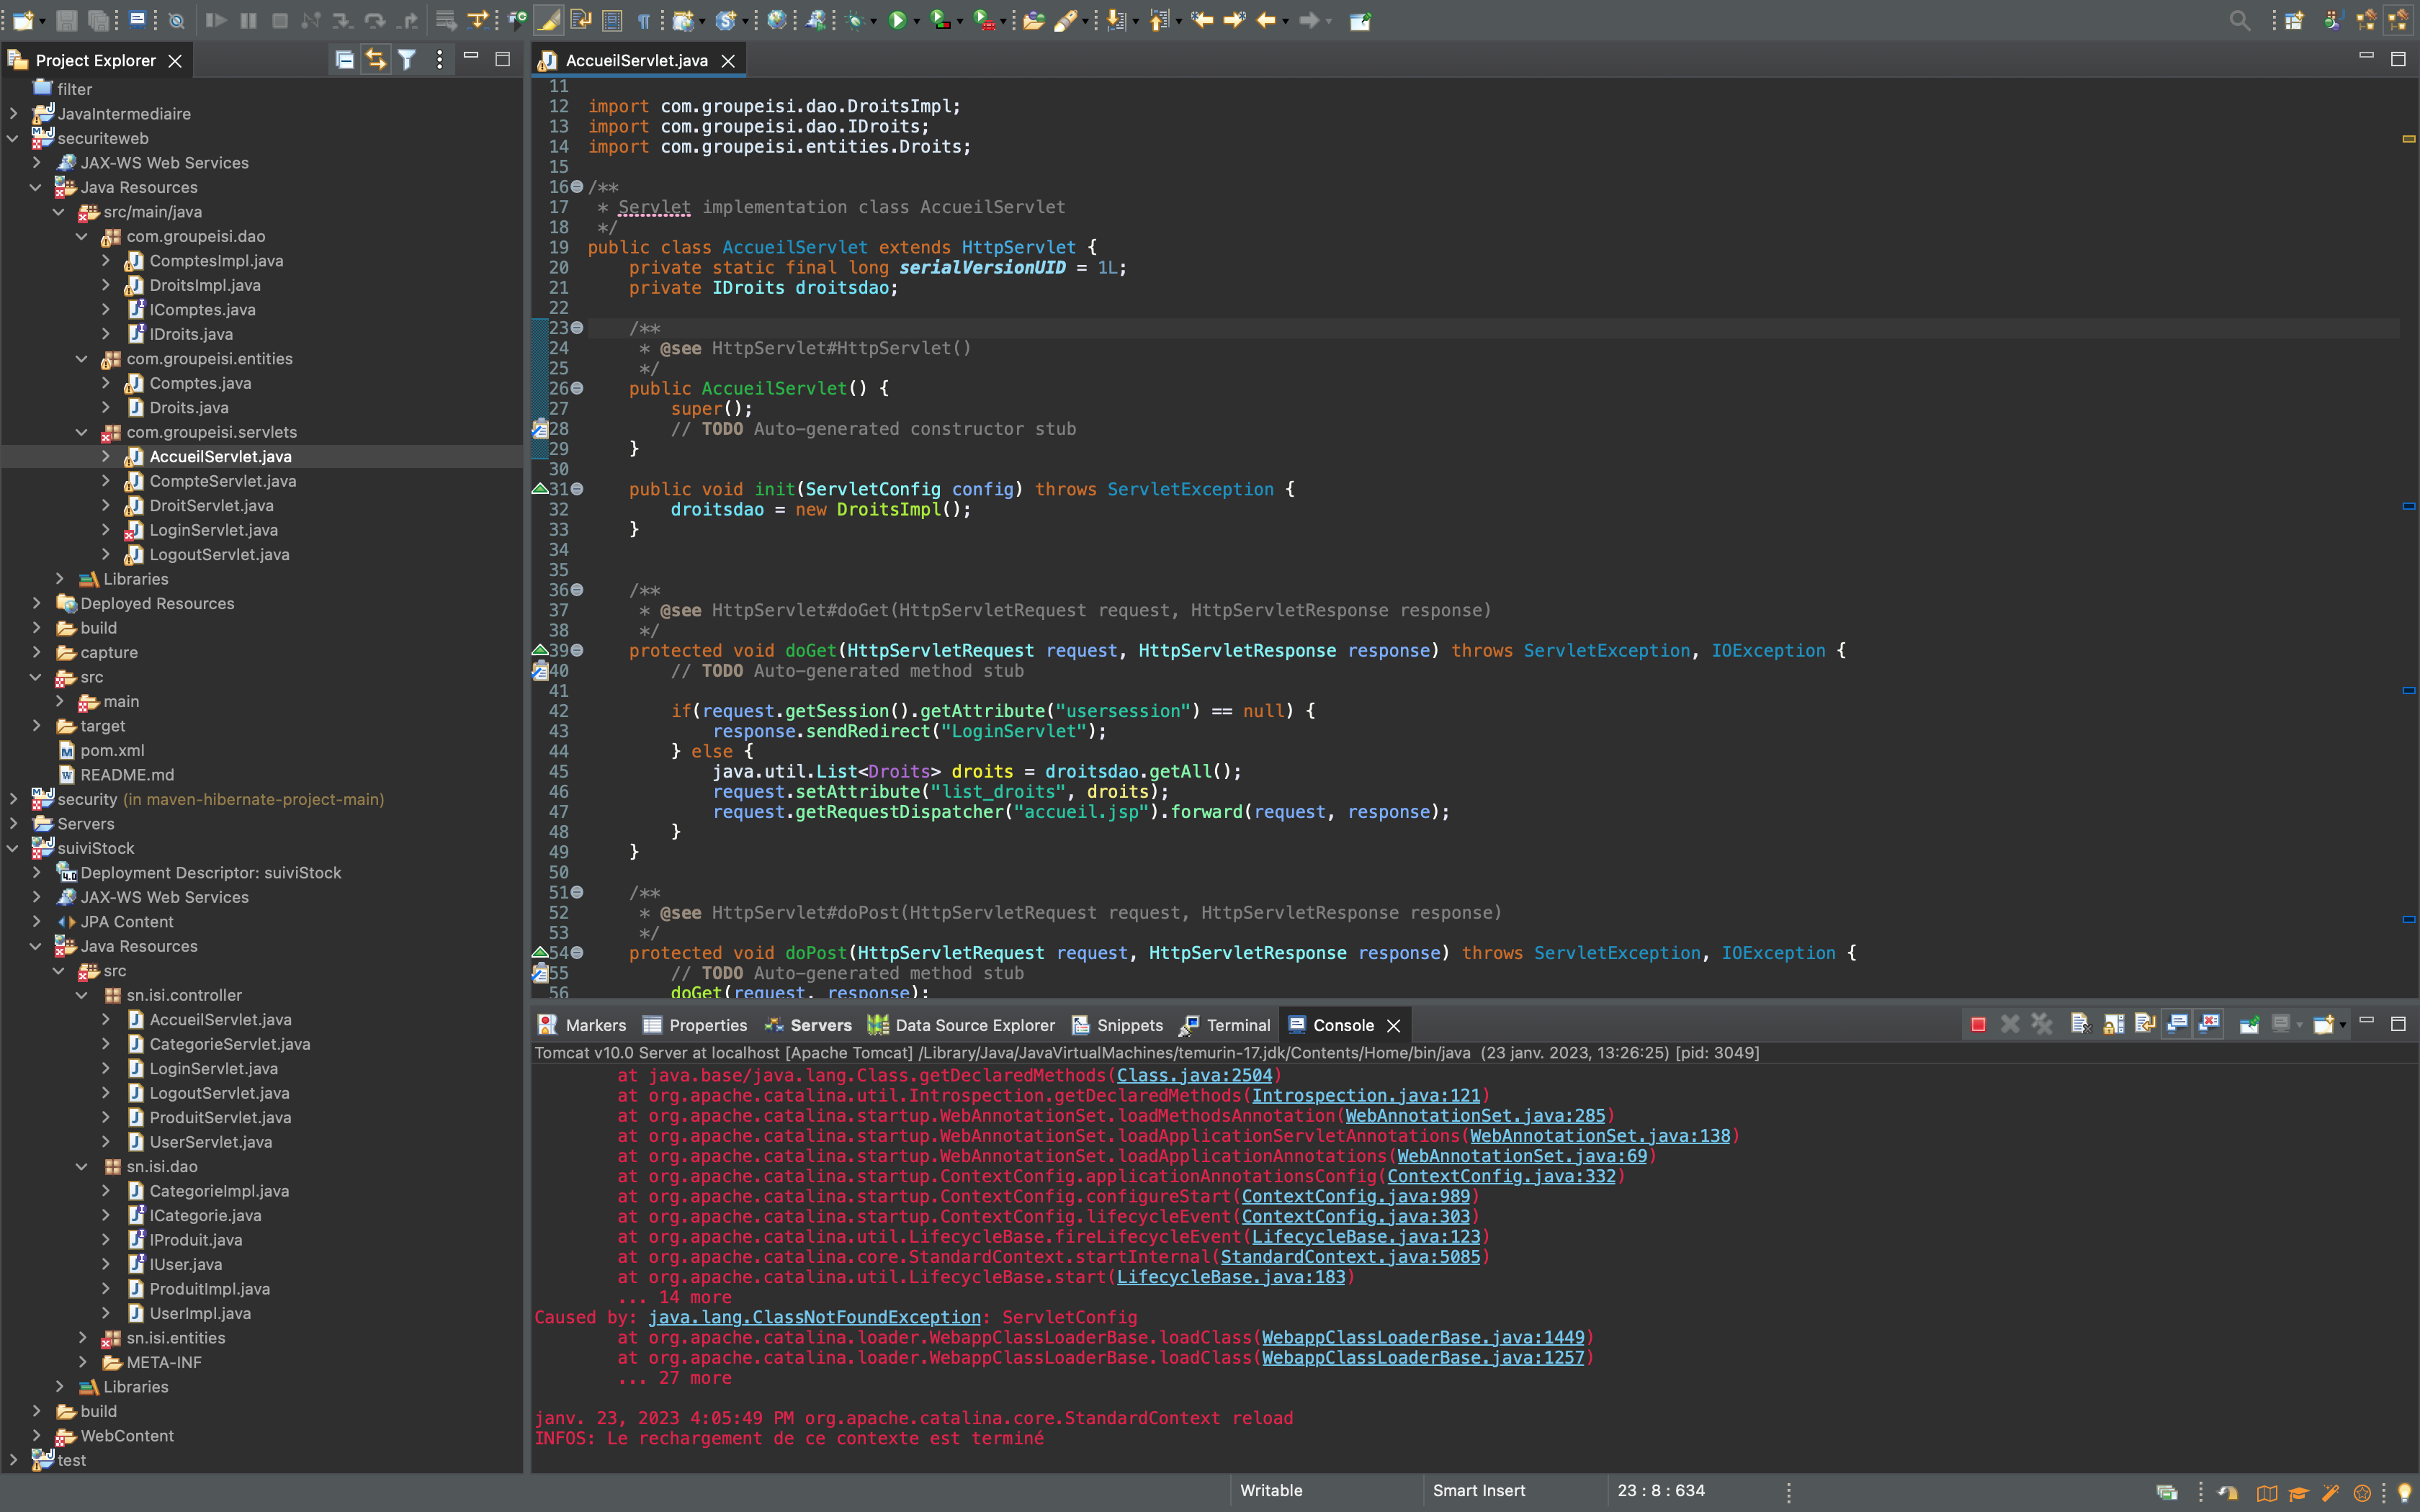 Project Explorer
filter
JavaIntermediaire
securiteweb
JAX-WS Web Services
Java Resources
src/main/java
com.groupeisi.dao
ComptesImpl.java
DroitsImpl.java
IComptes.java
IDroits.java
com.groupeisi.entities
Comptes.java
Droits.java
com.groupeisi.servlets
AccueilServlet.java
CompteServlet.java
DroitServlet.java
LoginServlet.java
LogoutServlet.java
Libraries
Deployed Resources
build
capture
src
main
target
pom.xml
README.md
security (in maven-hibernate-project-main)
Servers
suiviStock
Deployment Descriptor: suiviStock
JAX-WS Web Services
JPA Content
Java Resources
src
sn.isi.controller
AccueilServlet.java
CategorieServlet.java
LoginServlet.java
LogoutServlet.java
ProduitServlet.java
UserServlet.java
sn.isi.dao
CategorieImpl.java
ICategorie.java
IProduit.java
IUser.java
ProduitImpl.java
UserImpl.java
sn.isi.entities
META-INF
Libraries
build
WebContent
test
AccueilServlet.java
11
12 import com.groupeisi.dao.DroitsImpl;
13 import com.groupeisi.dao.IDroits;
14 import com.groupeisi.entities.Droits;
15
16 /**
17 * Servlet implementation class AccueilServlet
18 */
19 public class AccueilServlet extends HttpServlet {
20 private static final long serialVersionUID = 1L;
21 private IDroits droitsdao;
22
23 /**
24 * @see HttpServlet#HttpServlet()
25 */
26 public AccueilServlet() {
27 super();
28 // TODO Auto-generated constructor stub
29 }
30
31 public void init(ServletConfig config) throws ServletException {
32 droitsdao = new DroitsImpl();
33 }
34
35
36 /**
37 * @see HttpServlet#doGet(HttpServletRequest request, HttpServletResponse response)
38 */
39 protected void doGet(HttpServletRequest request, HttpServletResponse response) throws ServletException, IOException {
40 // TODO Auto-generated method stub
41
42 if(request.getSession().getAttribute("usersession") == null) {
43 response.sendRedirect("LoginServlet");
44 } else {
45 java.util.List<Droits> droits = droitsdao.getAll();
46 request.setAttribute("list_droits", droits);
47 request.getRequestDispatcher("accueil.jsp").forward(request, response);
48 }
49 }
50
51 /**
52 * @see HttpServlet#doPost(HttpServletRequest request, HttpServletResponse response)
53 */
54 protected void doPost(HttpServletRequest request, HttpServletResponse response) throws ServletException, IOException {
55 // TODO Auto-generated method stub
56 doGet(request, response);
Markers Properties Servers Data Source Explorer Snippets Terminal Console
Tomcat v10.0 Server at localhost [Apache Tomcat] /Library/Java/JavaVirtualMachines/temurin-17.jdk/Contents/Home/bin/java (23 janv. 2023, 13:26:25) [pid: 3049]
at java.base/java.lang.Class.getDeclaredMethods(Class.java:2504)
at org.apache.catalina.util.Introspection.getDeclaredMethods(Introspection.java:121)
at org.apache.catalina.startup.WebAnnotationSet.loadMethodsAnnotation(WebAnnotationSet.java:285)
at org.apache.catalina.startup.WebAnnotationSet.loadApplicationServletAnnotations(WebAnnotationSet.java:138)
at org.apache.catalina.startup.WebAnnotationSet.loadApplicationAnnotations(WebAnnotationSet.java:69)
at org.apache.catalina.startup.ContextConfig.applicationAnnotationsConfig(ContextConfig.java:332)
at org.apache.catalina.startup.ContextConfig.configureStart(ContextConfig.java:989)
at org.apache.catalina.startup.ContextConfig.lifecycleEvent(ContextConfig.java:303)
at org.apache.catalina.util.LifecycleBase.fireLifecycleEvent(LifecycleBase.java:123)
at org.apache.catalina.core.StandardContext.startInternal(StandardContext.java:5085)
at org.apache.catalina.util.LifecycleBase.start(LifecycleBase.java:183)
... 14 more
Caused by: java.lang.ClassNotFoundException: ServletConfig
at org.apache.catalina.loader.WebappClassLoaderBase.loadClass(WebappClassLoaderBase.java:1449)
at org.apache.catalina.loader.WebappClassLoaderBase.loadClass(WebappClassLoaderBase.java:1257)
... 27 more
janv. 23, 2023 4:05:49 PM org.apache.catalina.core.StandardContext reload
INFOS: Le rechargement de ce contexte est terminé
Writable Smart Insert 23 : 8 : 634